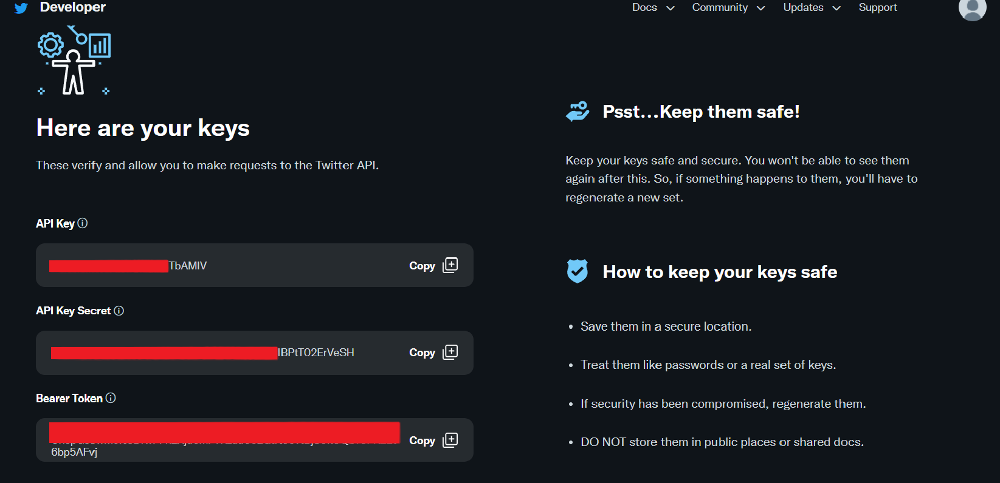 Developer
Docs Community Updates Support
Here are your keys
These verify and allow you to make requests to the Twitter API.
API Key
TbAMIV
Copy
API Key Secret
IBPtT02ErVeSH
Copy
Bearer Token
6bp5AFvj
Copy
Psst...Keep them safe!
Keep your keys safe and secure. You won't be able to see them
again after this. So, if something happens to them, you'll have to
regenerate a new set.
How to keep your keys safe
• Save them in a secure location.
• Treat them like passwords or a real set of keys.
• If security has been compromised, regenerate them.
• DO NOT store them in public places or shared docs.